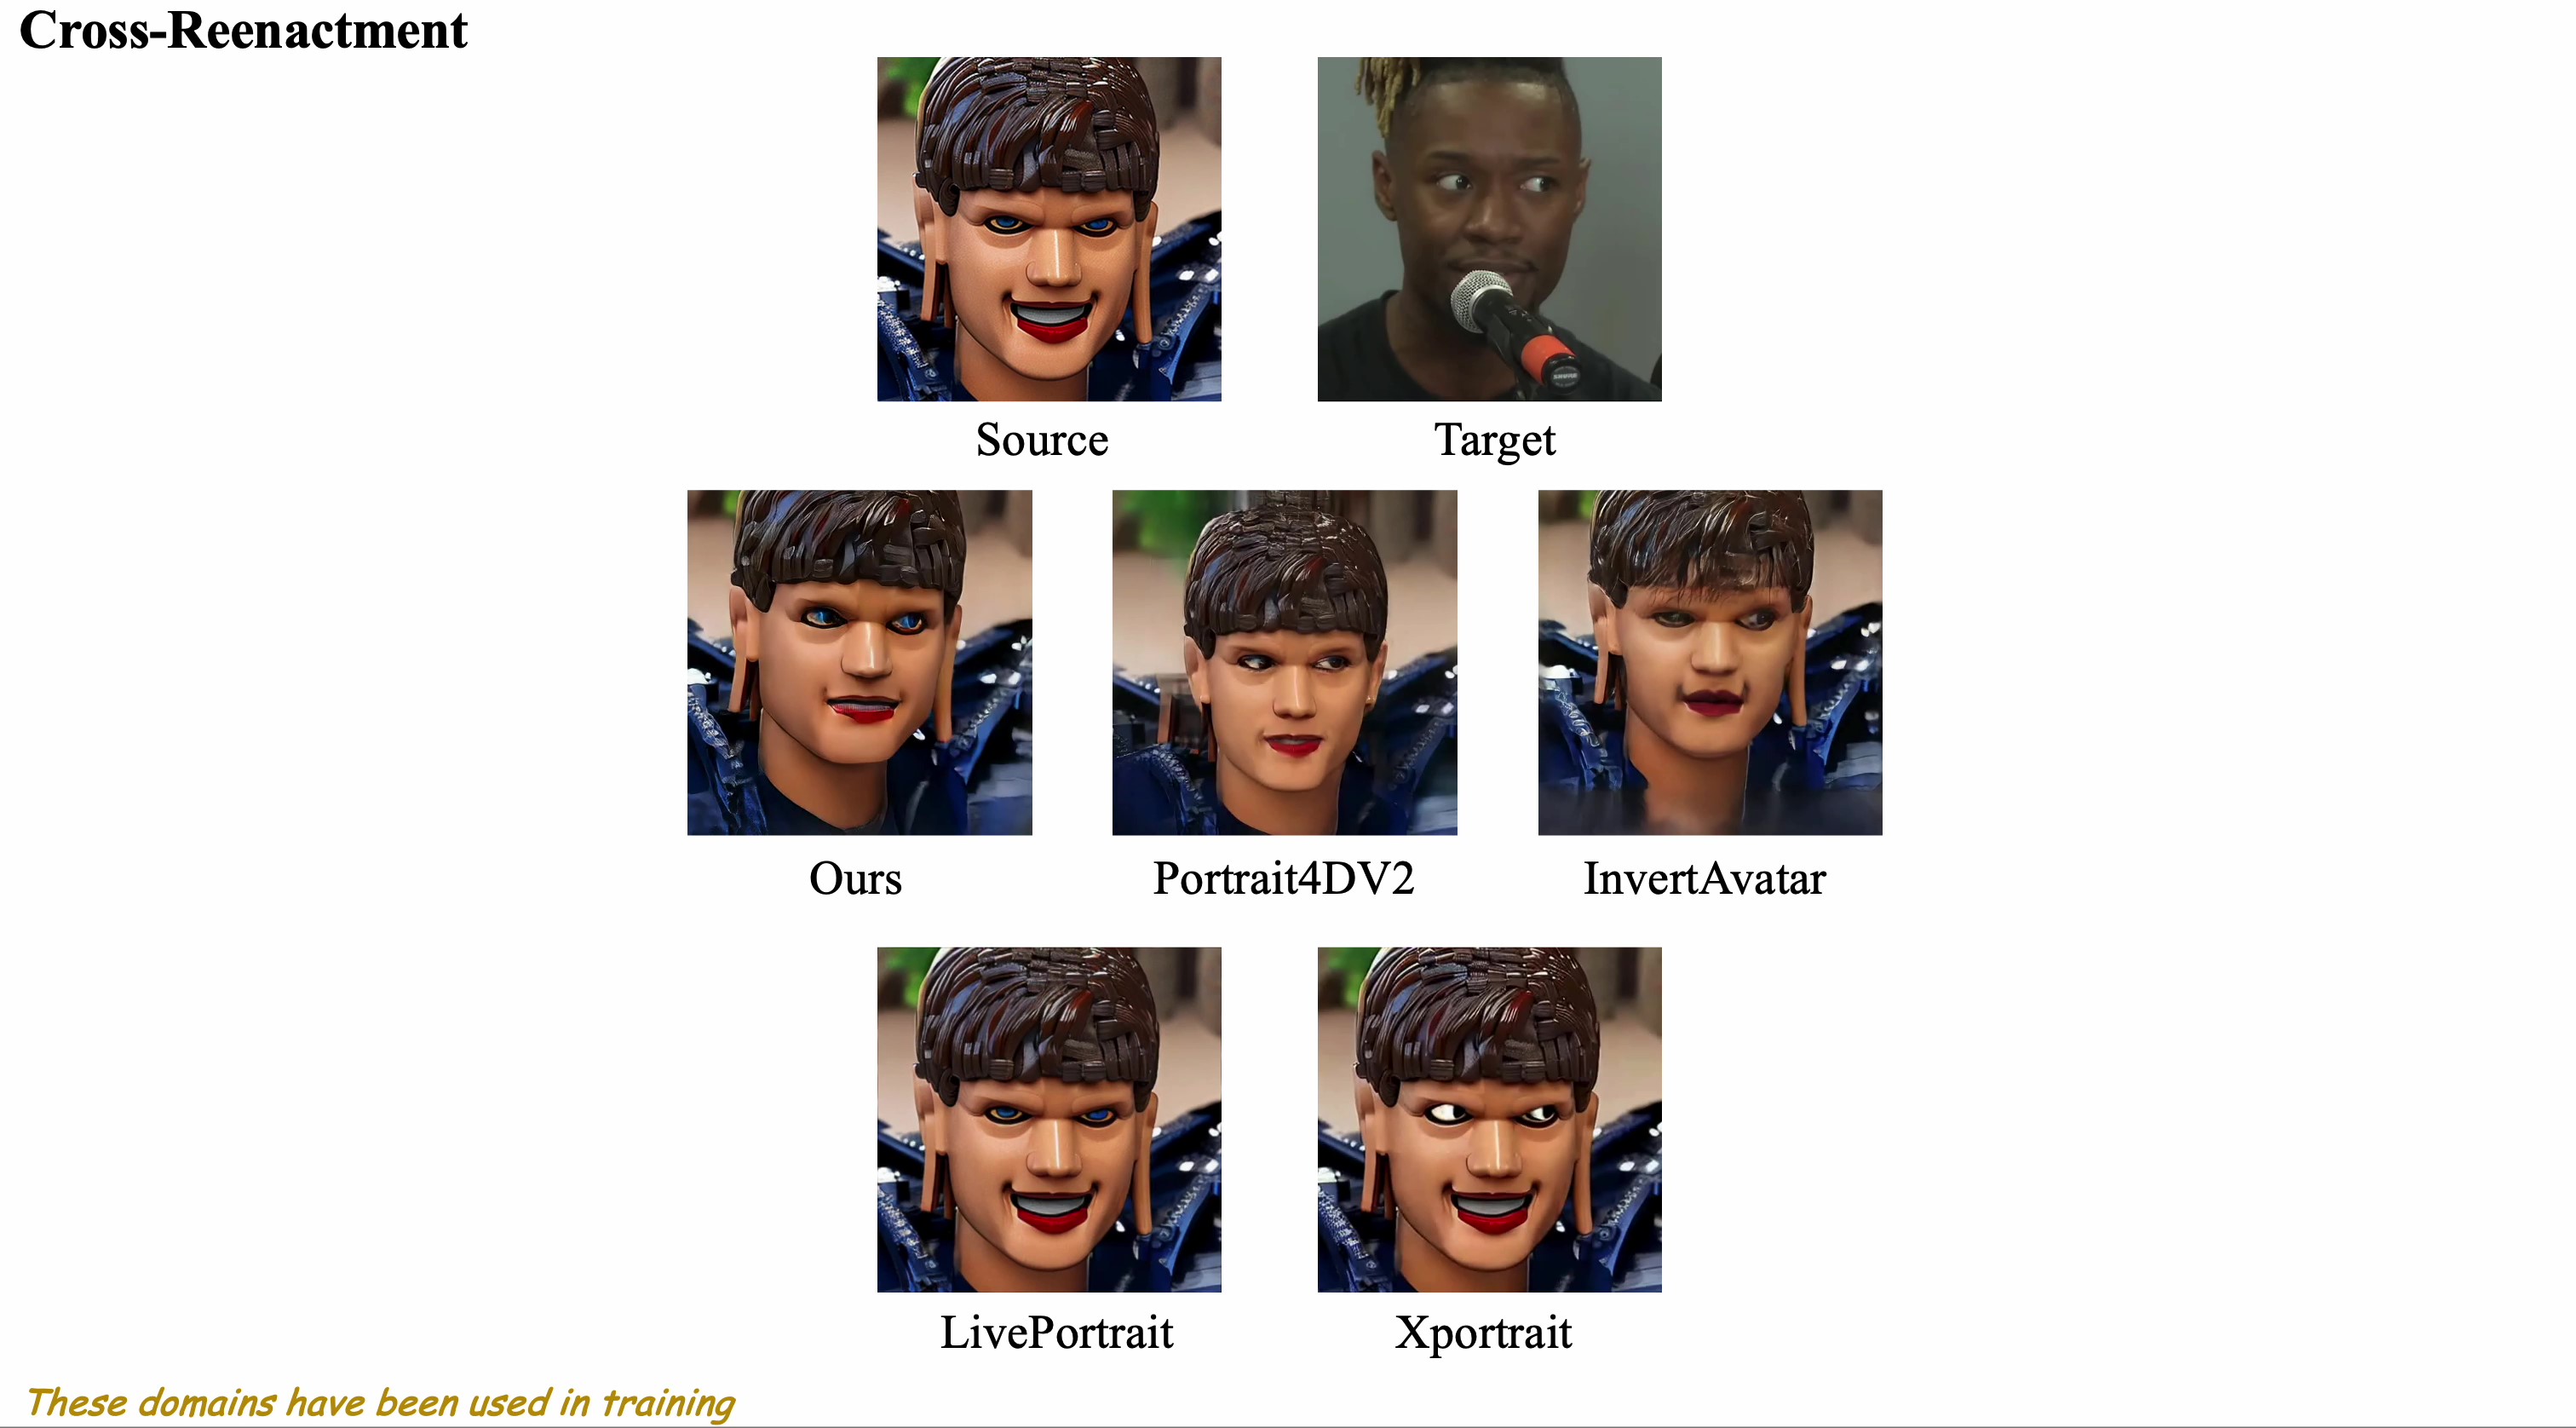 Cross-Reenactment
Source
Target
Ours
Portrait4DV2
InvertAvatar
LivePortrait
Xportrait
These domains have been used in training